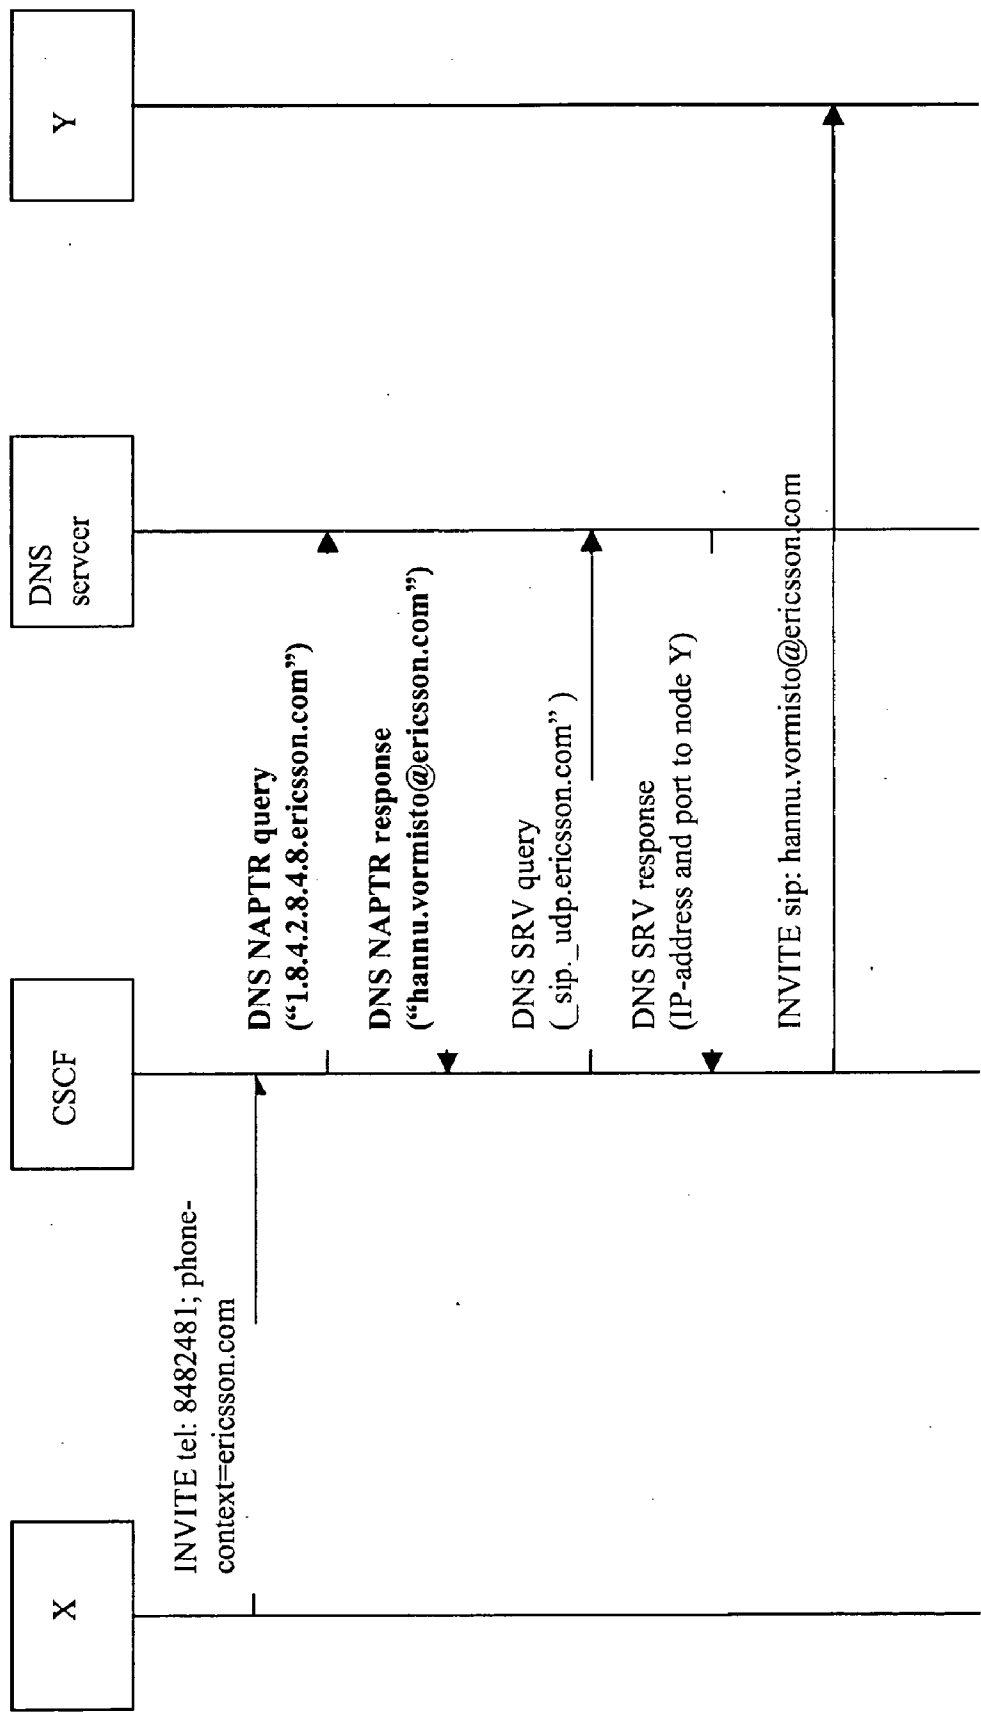 X
CSCF
DNS
server
Y
INVITE tel: 8482481; phone-
context=ericsson.com
DNS NAPTR query
(“1.8.4.2.8.4.8.ericsson.com”)
DNS NAPTR response
(“hannu.vormisto@ericsson.com”)
DNS SRV query
(_sip._udp.ericsson.com” )
DNS SRV response
(IP-address and port to node Y)
INVITE sip: hannu.vormisto@ericsson.com